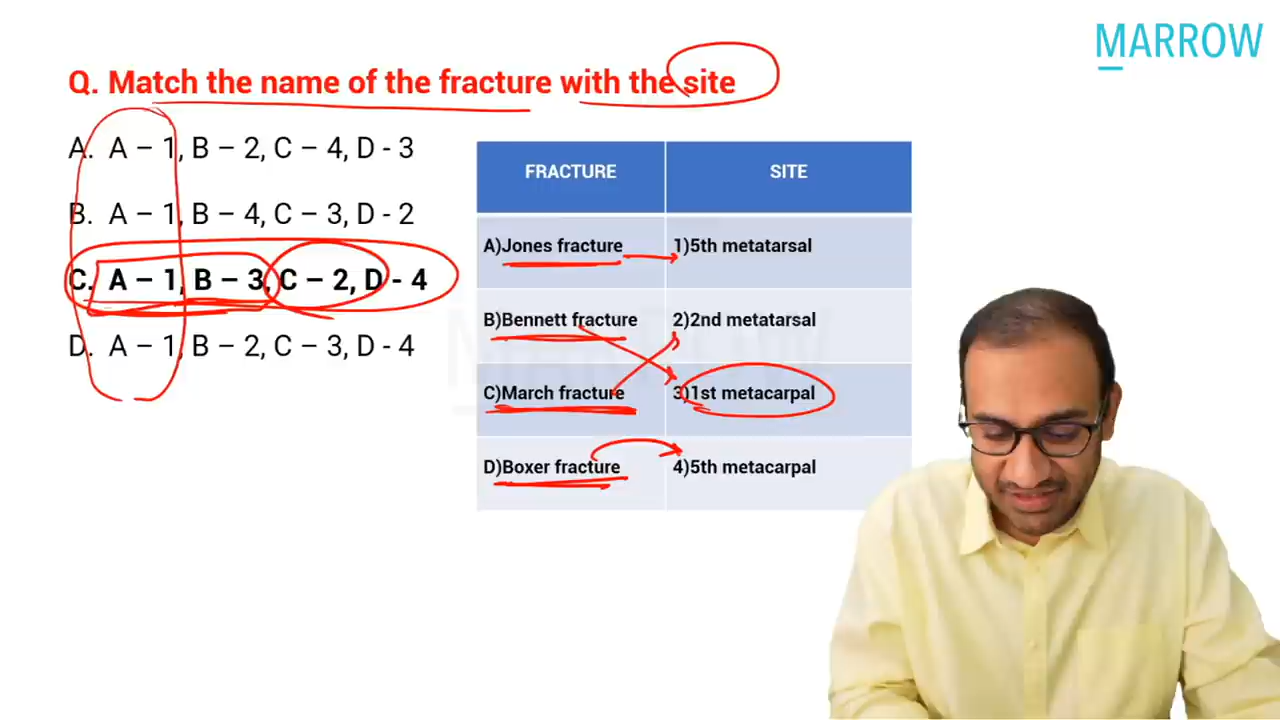 MARROW
Q. Match the name of the fracture with the site
A. A – 1, B – 2, C – 4, D - 3
B. A – 1, B – 4, C – 3, D - 2
C. A – 1, B – 3, C – 2, D - 4
D. A – 1, B – 2, C – 3, D - 4
FRACTURE SITE
A)Jones fracture 1)5th metatarsal
B)Bennett fracture 2)2nd metatarsal
C)March fracture 3)1st metacarpal
D)Boxer fracture 4)5th metacarpal
MARROW